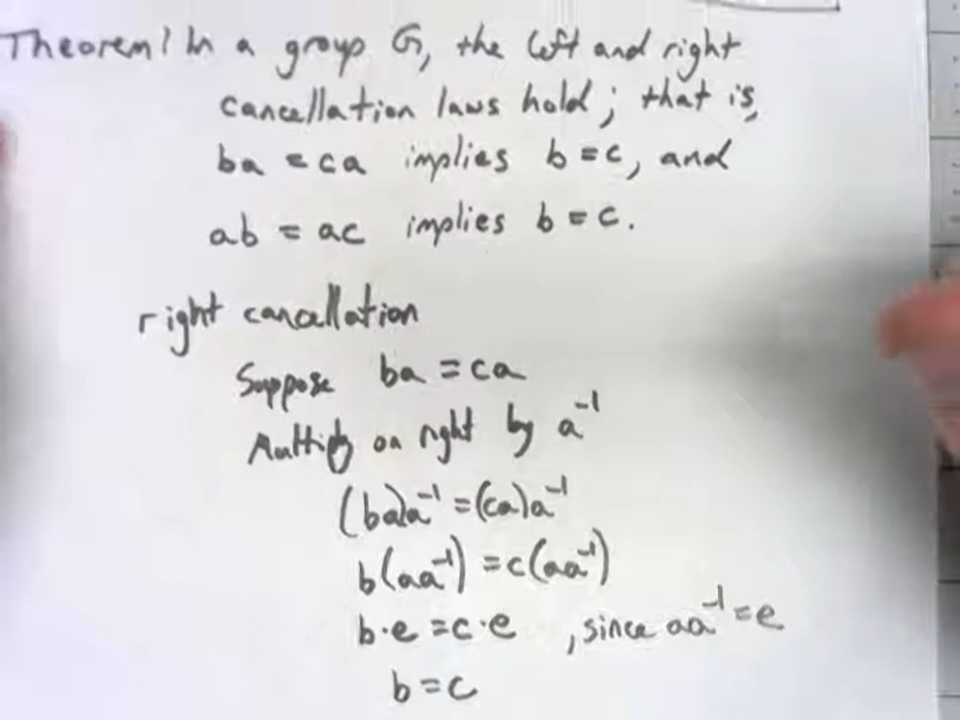 Theorem: In a group G, the left and right
cancellation laws hold; that is,
ba = ca implies b = c, and
ab = ac implies b = c.
right cancellation
Suppose ba = ca
Multiply on right by a⁻¹
(ba)a⁻¹ = (ca)a⁻¹
b(aa⁻¹) = c(aa⁻¹)
b·e = c·e , since aa⁻¹ = e
b = c